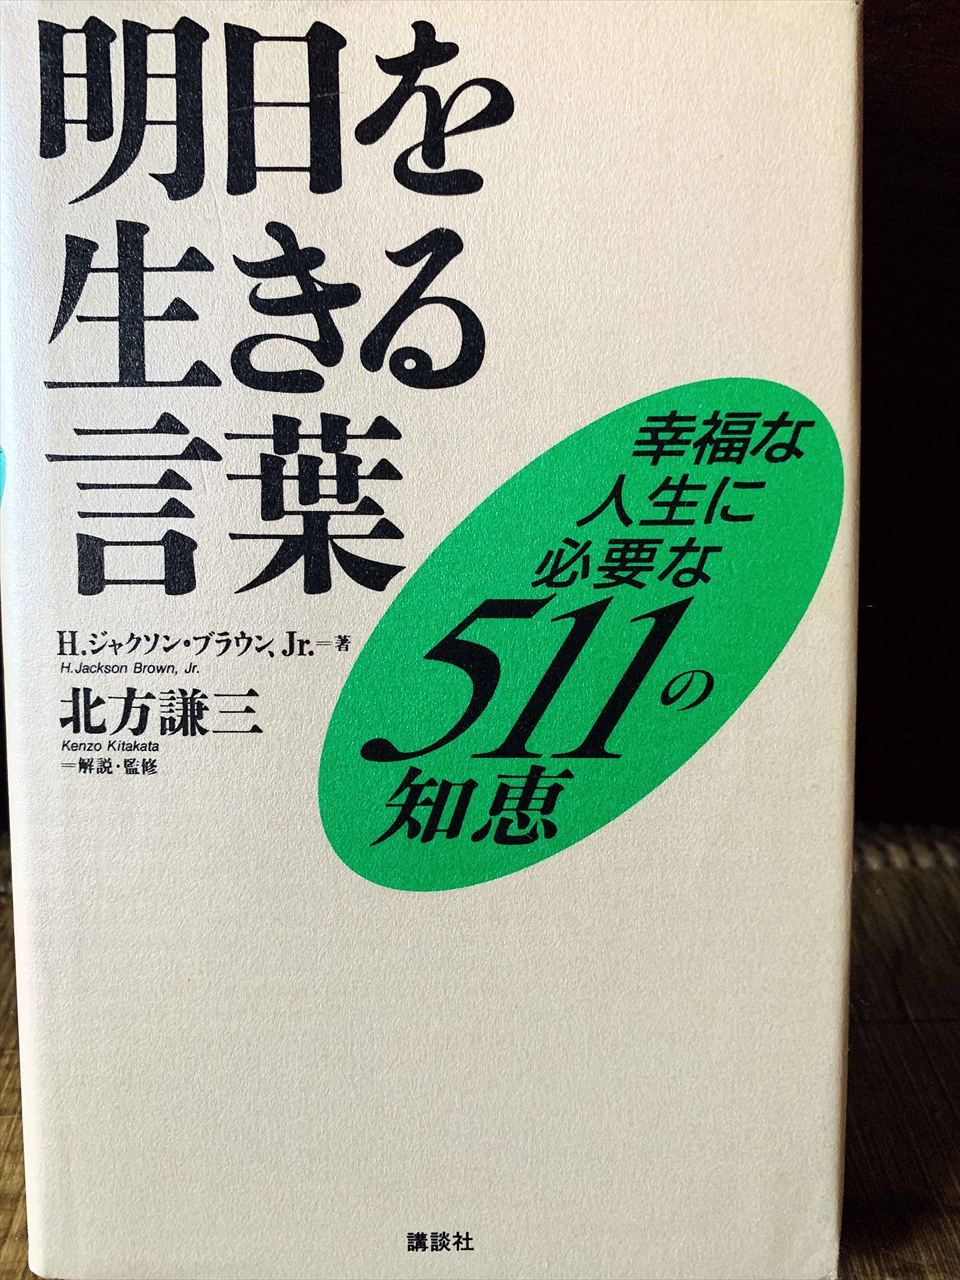 明日を
生きる
言葉
H.ジャクソン・ブラウン、Jr.＝著
H.Jackson Brown, Jr.
北方謙三
Kenzo Kitakata
＝解説・監修
幸福な
人生に
必要な
511の
知恵
講談社